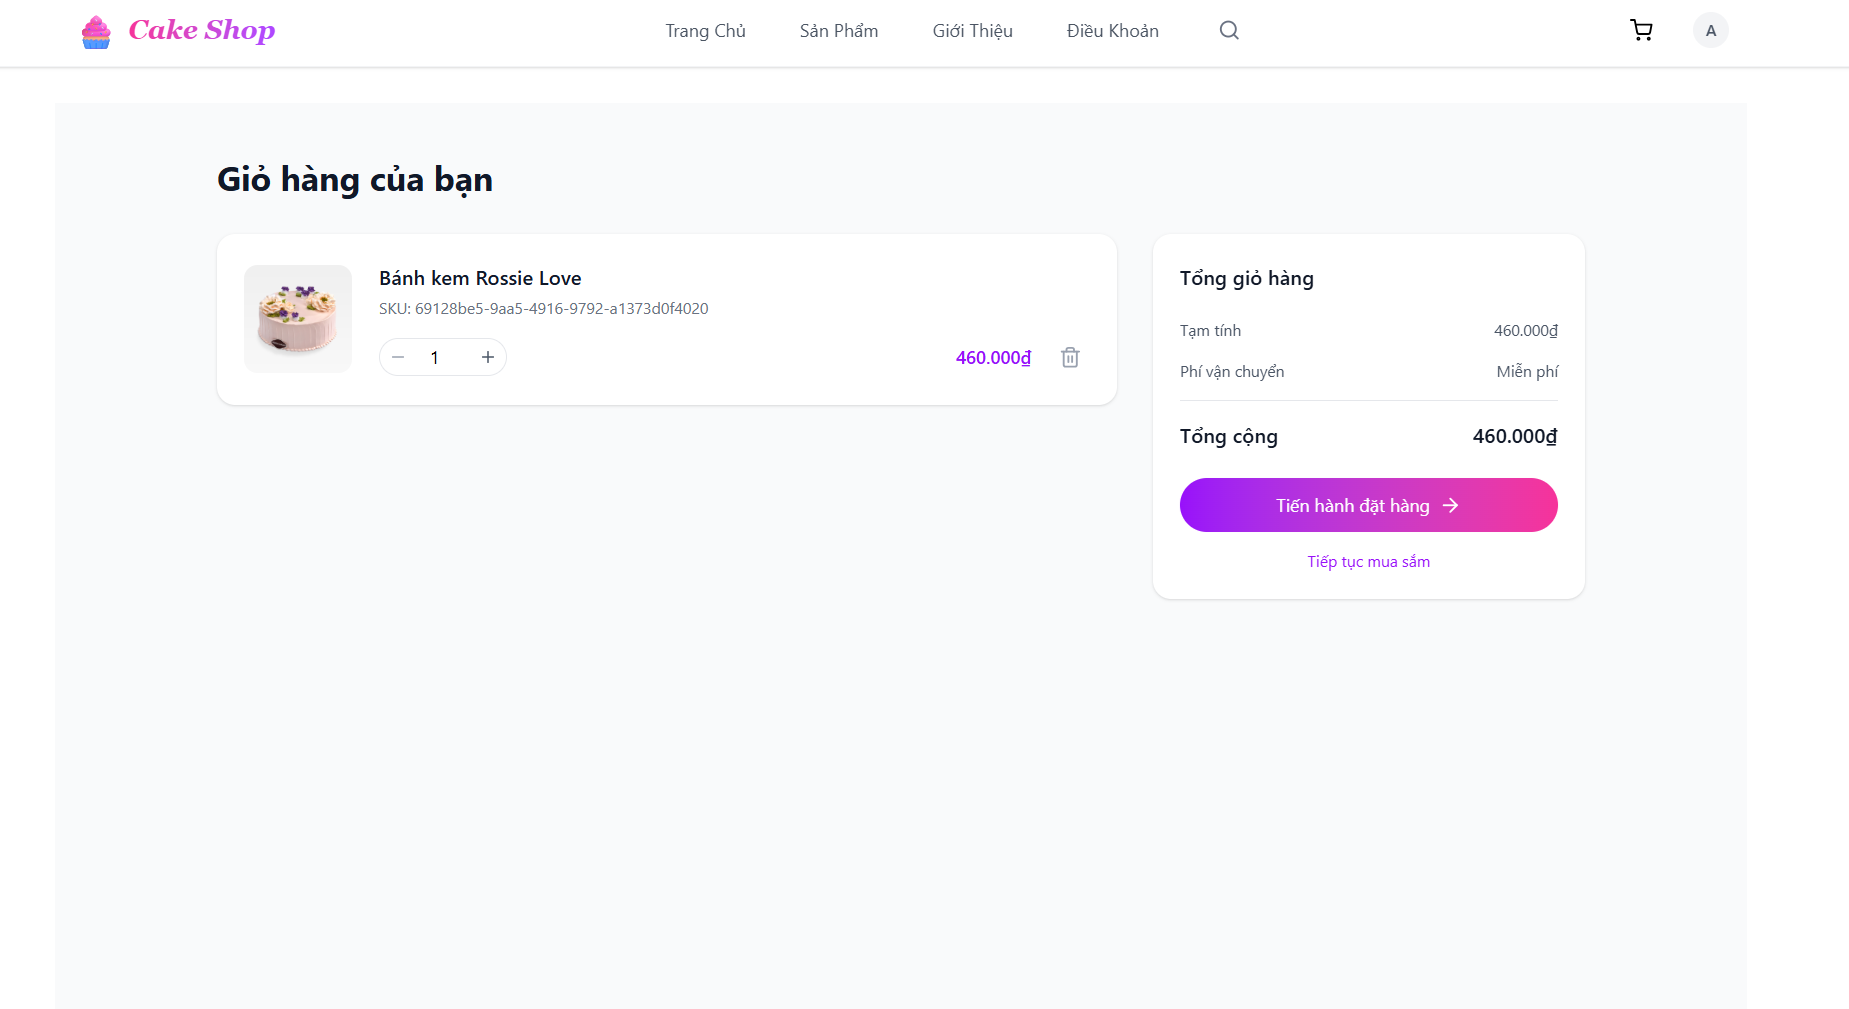 Cake Shop
Trang Chủ
Sản Phẩm
Giới Thiệu
Điều Khoản
A
Giỏ hàng của bạn
Bánh kem Rossie Love
SKU: 69128be5-9aa5-4916-9792-a1373d0f4020
1
460.000₫
Tổng giỏ hàng
Tạm tính 460.000₫
Phí vận chuyển Miễn phí
Tổng cộng 460.000₫
Tiến hành đặt hàng
Tiếp tục mua sắm